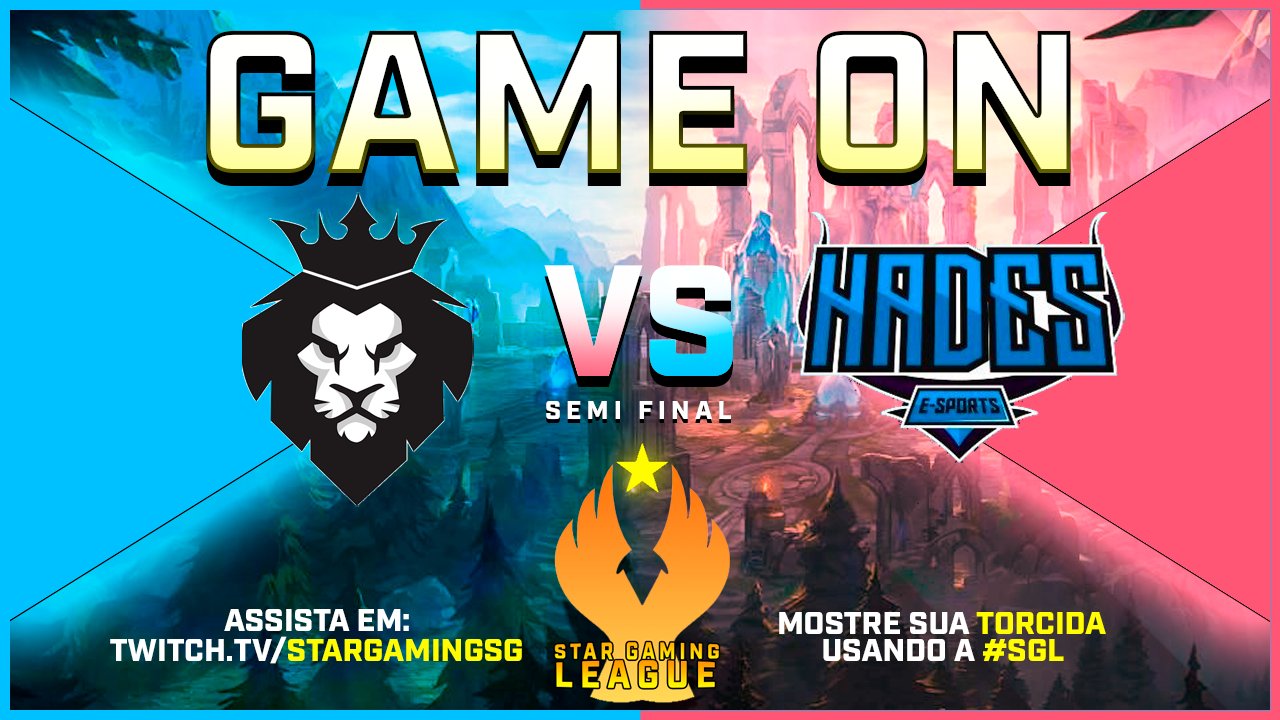 GAME ON
VS
HADES
E-SPORTS
SEMI FINAL
ASSISTA EM:
TWITCH.TV/STARGAMINGSG
STAR GAMING
LEAGUE
MOSTRE SUA TORCIDA
USANDO A #SGL